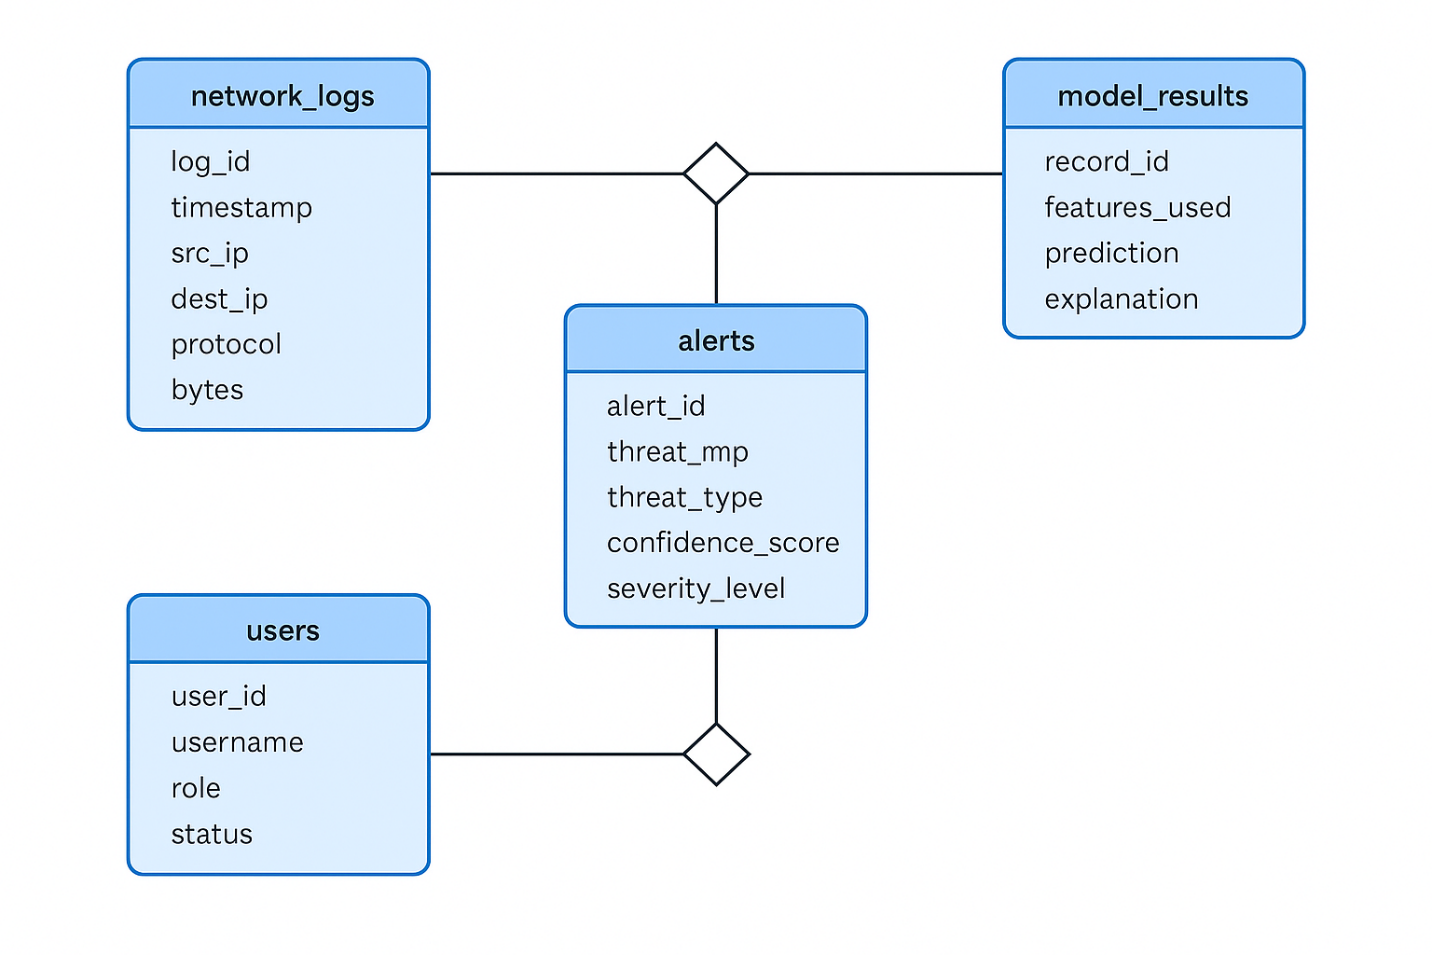 network_logs
log_id
timestamp
src_ip
dest_ip
protocol
bytes
model_results
record_id
features_used
prediction
explanation
alerts
alert_id
threat_mp
threat_type
confidence_score
severity_level
users
user_id
username
role
status